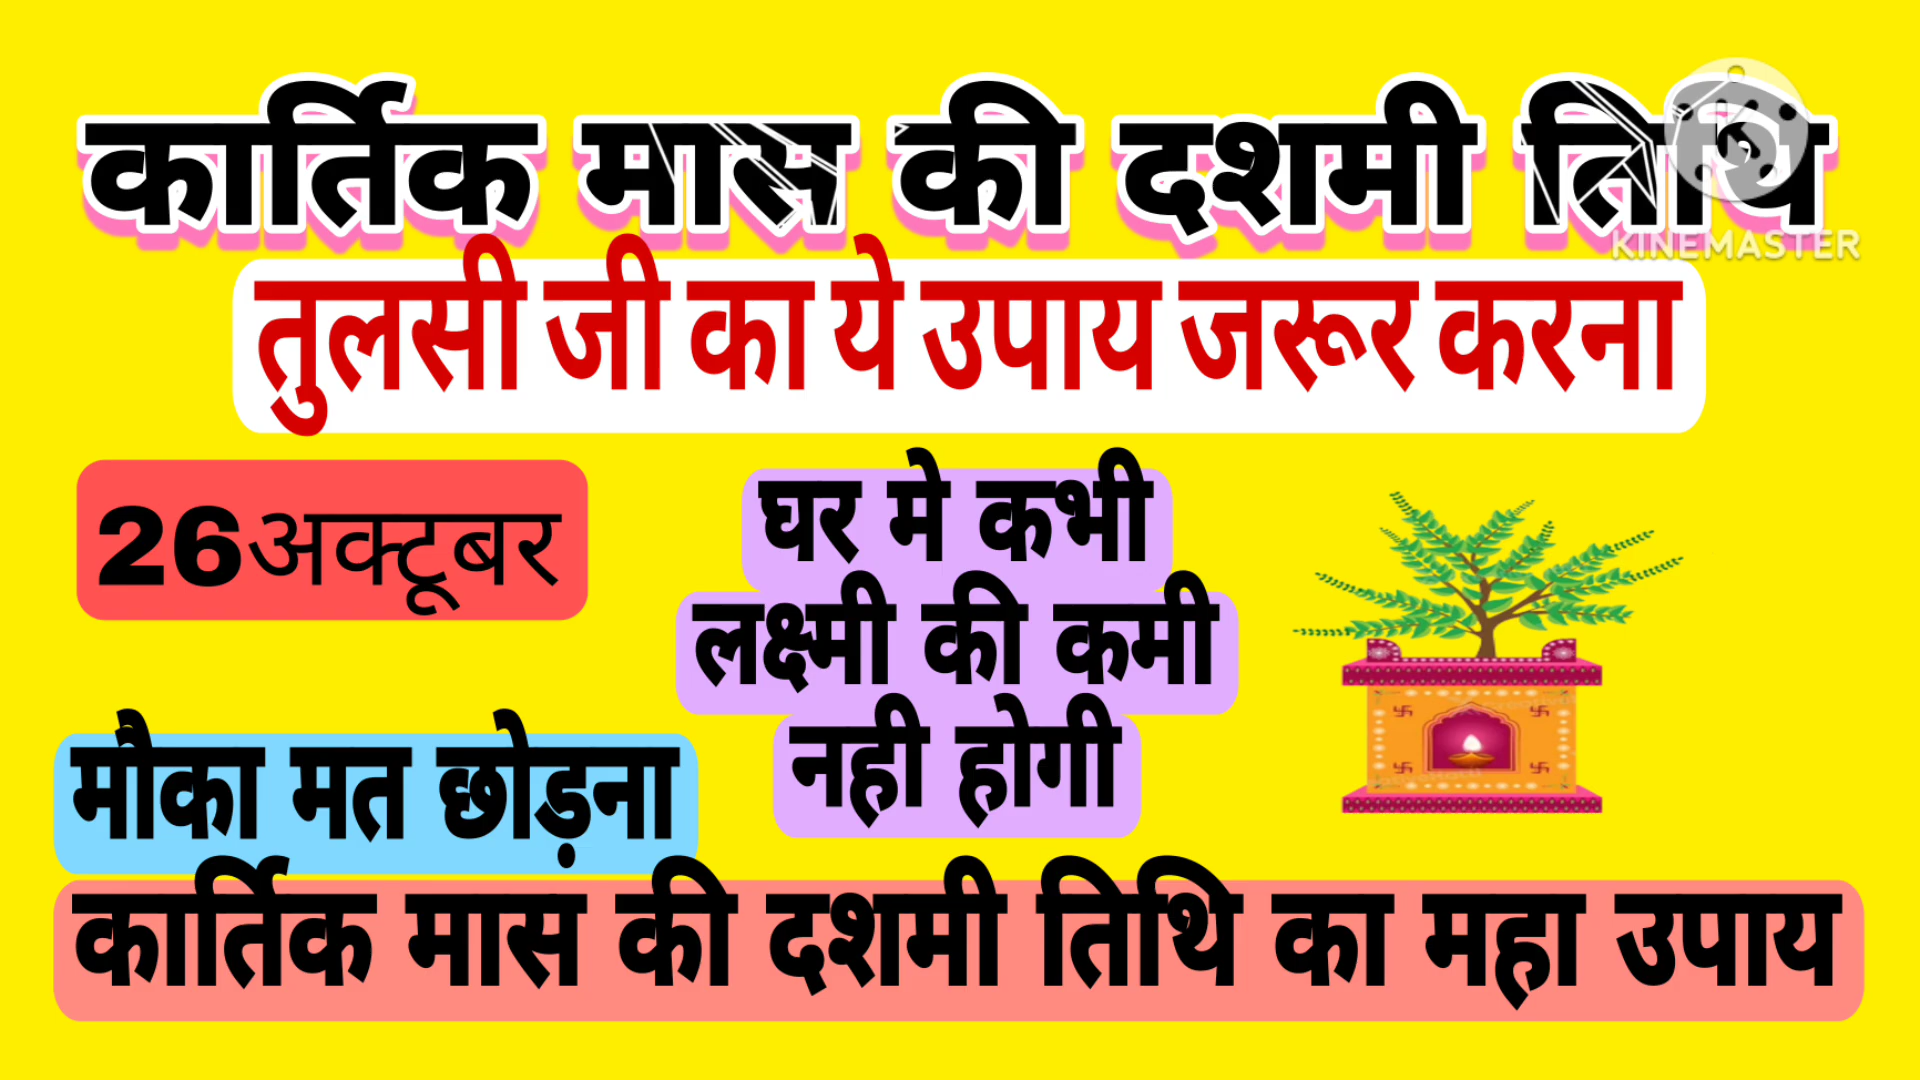 कार्तिक मास की दशमी तिथि
KINEMASTER
तुलसी जी का ये उपाय जरूर करना
26अक्टूबर
घर मे कभी
लक्ष्मी की कमी
नही होगी
मौका मत छोड़ना
कार्तिक मास की दशमी तिथि का महा उपाय